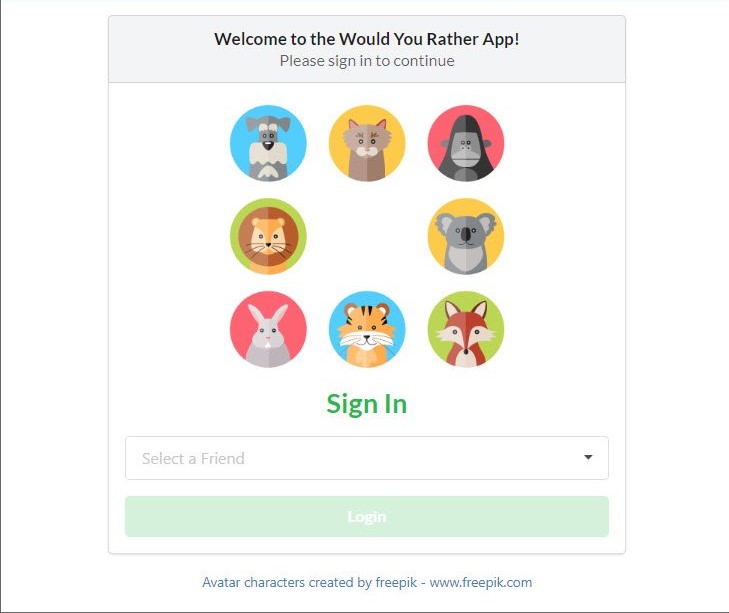 Welcome to the Would You Rather App!
Please sign in to continue
Sign In
Select a Friend
Login
Avatar characters created by freepik - www.freepik.com